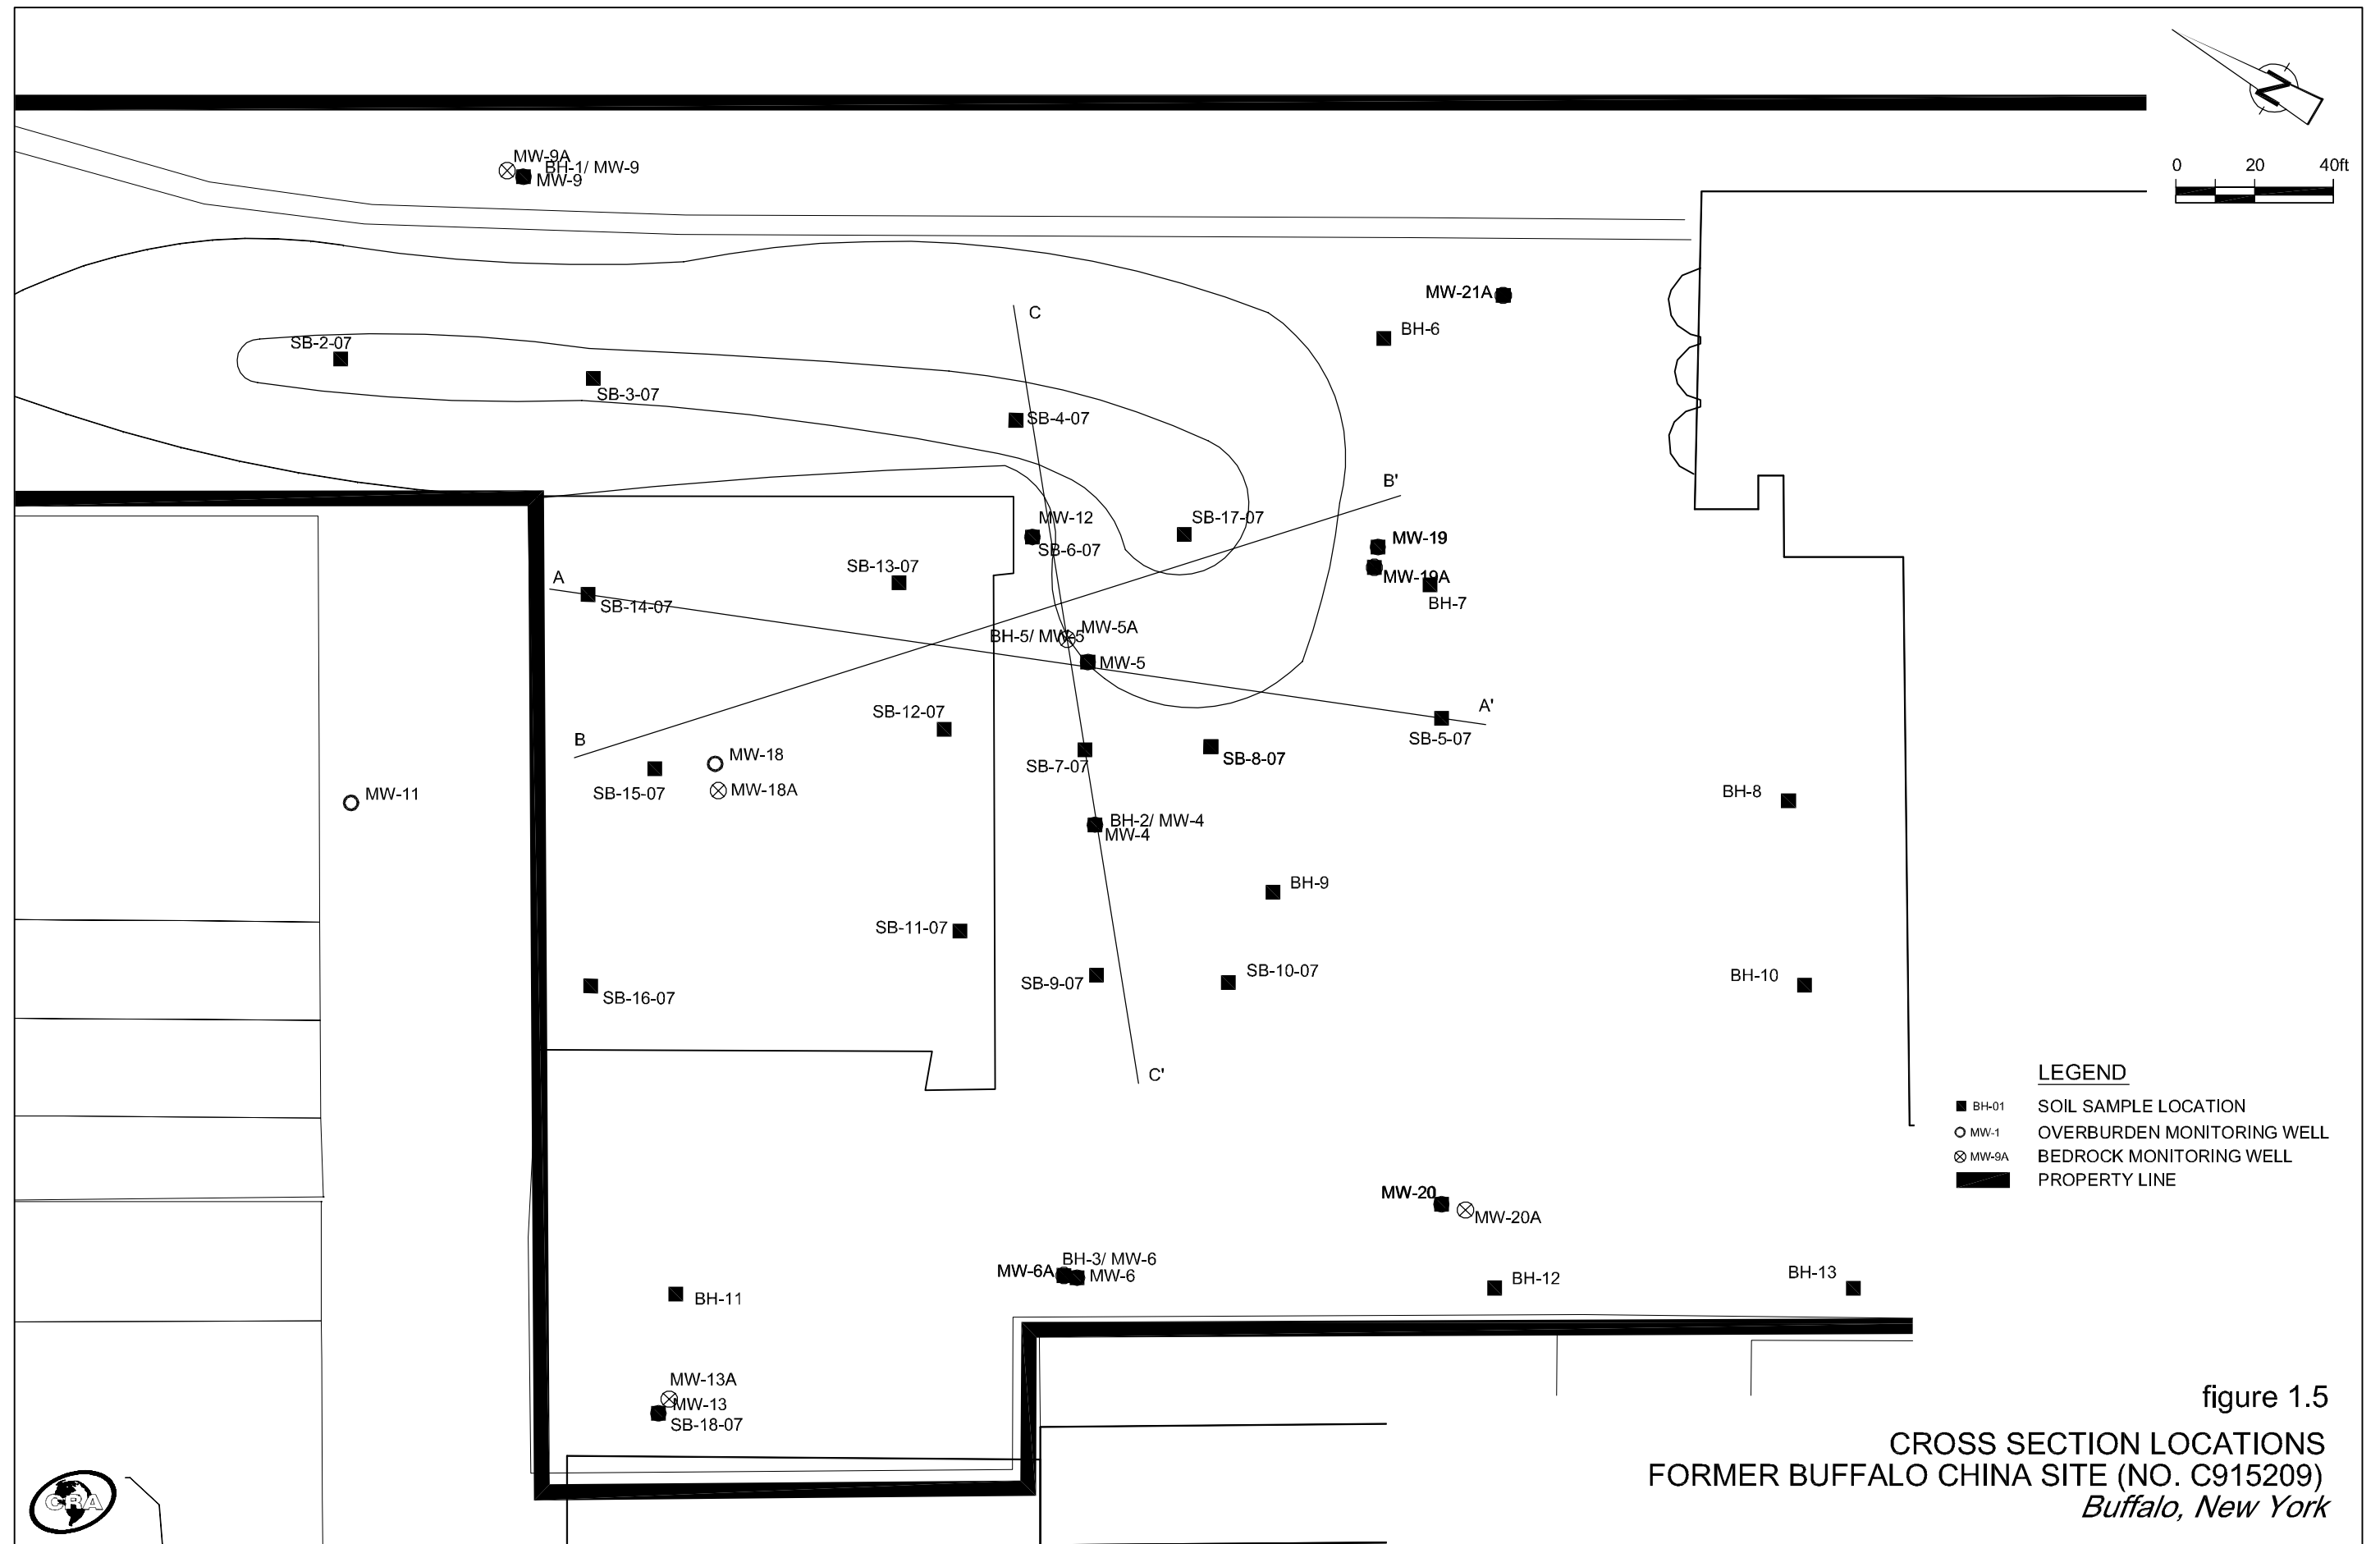 N
0 20 40ft
MW-9A
BH-1/ MW-9
MW-9
MW-21A
C
BH-6
SB-2-07
SB-3-07
SB-4-07
B'
MW-12
SB-17-07
SB-6-07
MW-19
SB-13-07
A
MW-19A
SB-14-07
BH-7
MW-5A
BH-5/ MW-5
MW-5
A'
SB-12-07
SB-5-07
B
MW-18
SB-7-07
SB-8-07
SB-15-07
MW-18A
MW-11
BH-8
BH-2/ MW-4
MW-4
BH-9
SB-11-07
SB-9-07
SB-10-07
BH-10
SB-16-07
C'
LEGEND
BH-01 SOIL SAMPLE LOCATION
MW-1 OVERBURDEN MONITORING WELL
MW-9A BEDROCK MONITORING WELL
PROPERTY LINE
MW-20
MW-20A
BH-3/ MW-6
MW-6A
MW-6
BH-12
BH-13
BH-11
MW-13A
MW-13
SB-18-07
figure 1.5
CROSS SECTION LOCATIONS
FORMER BUFFALO CHINA SITE (NO. C915209)
Buffalo, New York
CRA